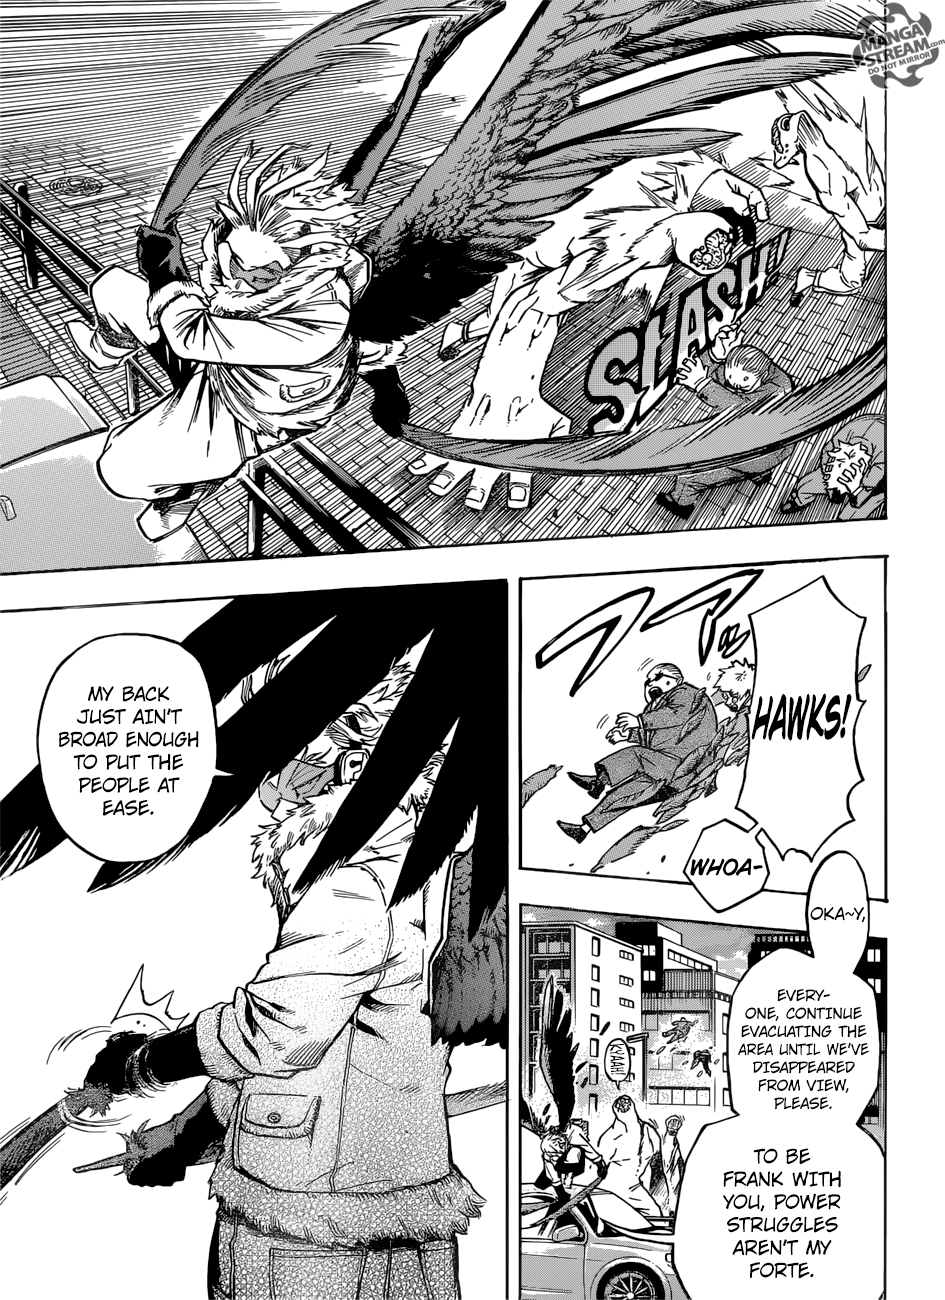 MANGA
STREAM.com
DO NOT MIRROR
SLASH!!
HAWKS!
WHOA-
MY BACK
JUST AIN'T
BROAD ENOUGH
TO PUT THE
PEOPLE AT
EASE.
OKA~Y,
EVERY-
ONE, CONTINUE
EVACUATING THE
AREA UNTIL WE'VE
DISAPPEARED
FROM VIEW,
PLEASE.
TO BE
FRANK WITH
YOU, POWER
STRUGGLES
AREN'T MY
FORTE.